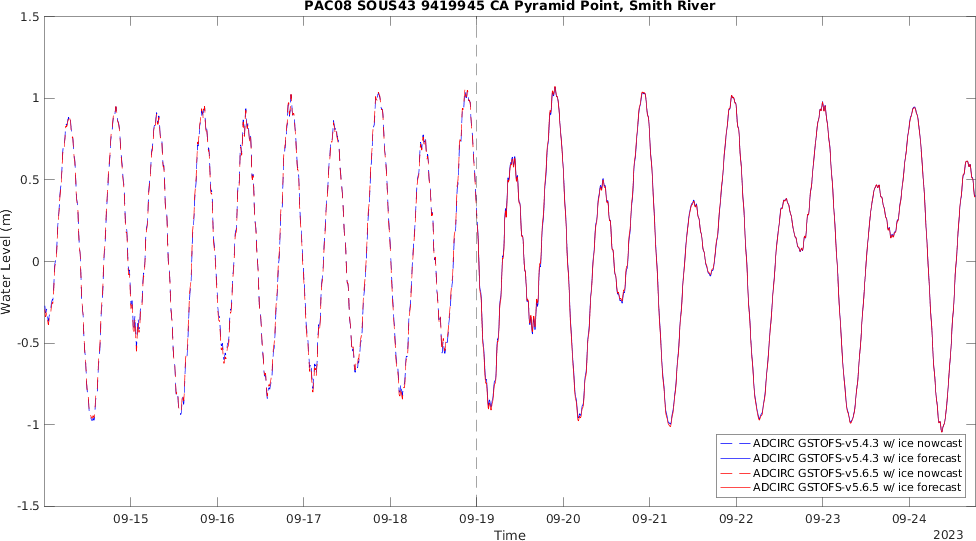 PAC08 SOUS43 9419945 CA Pyramid Point, Smith River
1.5
1
0.5
0
-0.5
-1
-1.5
Water Level (m)
09-15 09-16 09-17 09-18 09-19 09-20 09-21 09-22 09-23 09-24
Time
2023
ADCIRC GSTOFS-v5.4.3 w/ ice nowcast
ADCIRC GSTOFS-v5.4.3 w/ ice forecast
ADCIRC GSTOFS-v5.6.5 w/ ice nowcast
ADCIRC GSTOFS-v5.6.5 w/ ice forecast